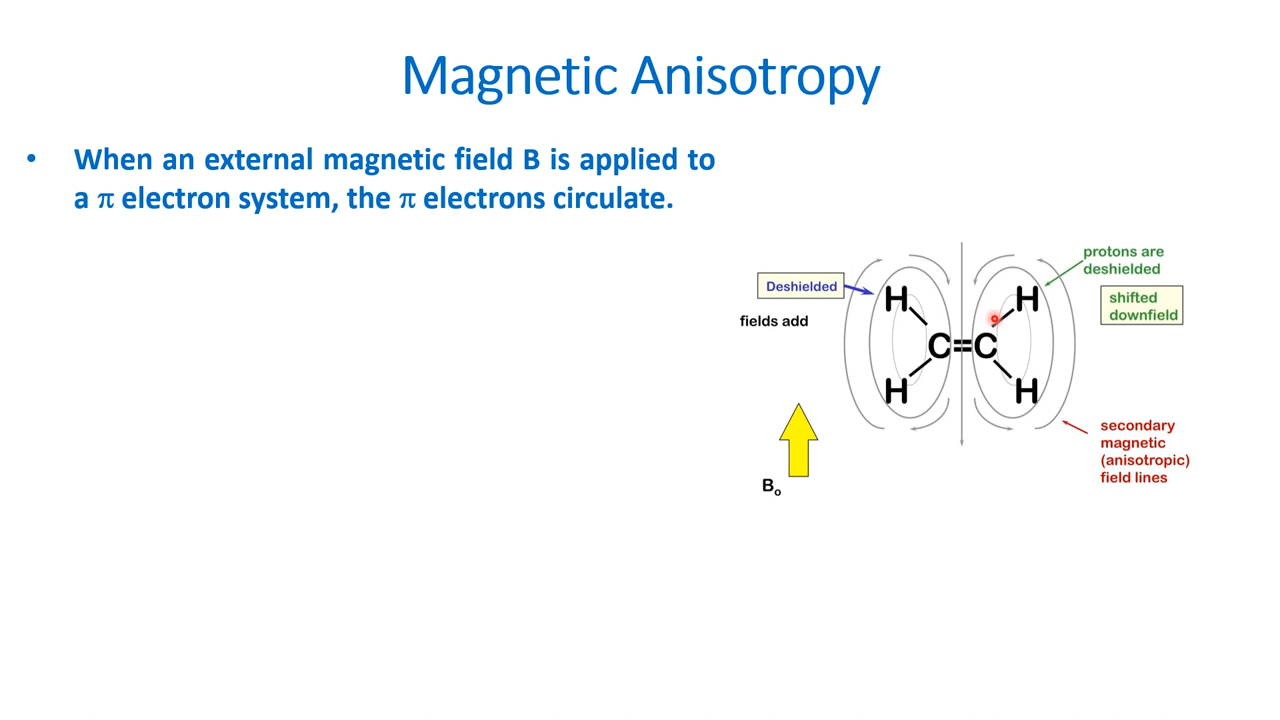 Magnetic Anisotropy
• When an external magnetic field B is applied to
a π electron system, the π electrons circulate.
protons are
deshielded
Deshielded
shifted
downfield
fields add
H
H
C=C
H
H
secondary
magnetic
(anisotropic)
field lines
Bo